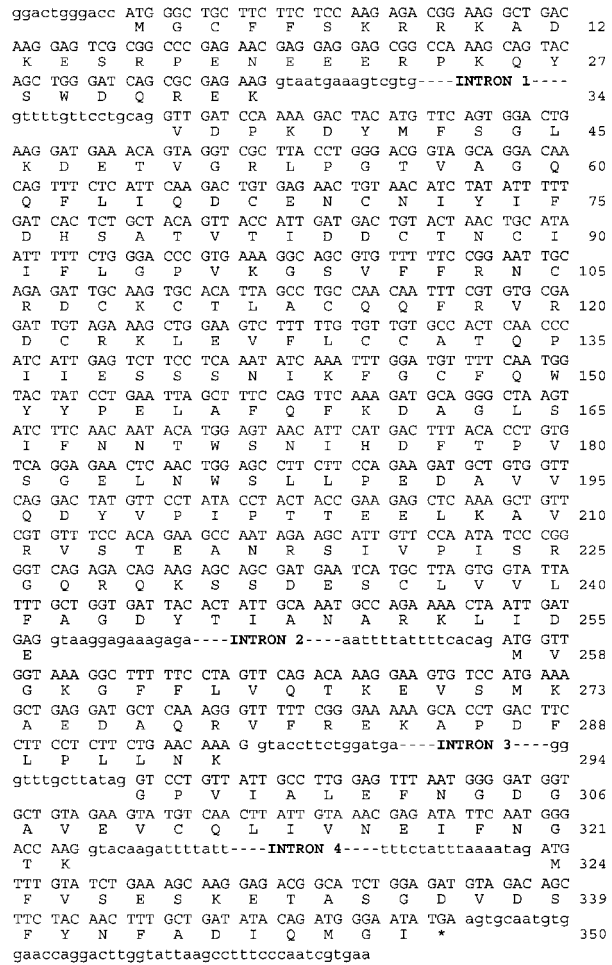 ggactgggacc ATG GGC TGC TTC TTC TCC AAG AGA CGG AAG GCT GAC
M G C F F S K R R K A D 12
AAG GAG TCG CGG CCC GAG AAC GAG GAG GAG CGG CCA AAG CAG TAC
K E S R P E N E E E R P K Q Y 27
AGC TGG GAT CAG CGC GAG AAG gtaatgaaagtcgtg----INTRON 1-----
S W D Q R E K 34
gttttgttcctgcag GTT GAT CCA AAA GAC TAC ATG TTC AGT GGA CTG
V D P K D Y M F S G L 45
AAG GAT GAA ACA GTA GGT CGC TTA CCT GGG ACG GTA GCA GGA CAA
K D E T V G R L P G T V A G Q 60
CAG TTT CTC ATT CAA GAC TGT GAG AAC TGT AAC ATC TAT ATT TTT
Q F L I Q D C E N C N I Y I F 75
GAT CAC TCT GCT ACA GTT ACC ATT GAT GAC TGT ACT AAC TGC ATA
D H S A T V T I D D C T N C I 90
ATT TTT CTG GGA CCC GTG AAA GGC AGC GTG TTT TTC CGG AAT TGC
I F L G P V K G S V F F R N C 105
AGA GAT TGC AAG TGC ACA TTA GCC TGC CAA CAA TTT CGT GTG CGA
R D C K C T L A C Q Q F R V R 120
GAT TGT AGA AAG CTG GAA GTC TTT TTG TGT TGT GCC ACT CAA CCC
D C R K L E V F L C C A T Q P 135
ATC ATT GAG TCT TCC TCA AAT ATC AAA TTT GGA TGT TTT CAA TGG
I I E S S S N I K F G C F Q W 150
TAC TAT CCT GAA TTA GCT TTC CAG TTC AAA GAT GCA GGG CTA AGT
Y Y P E L A F Q F K D A G L S 165
ATC TTC AAC AAT ACA TGG AGT AAC ATT CAT GAC TTT ACA CCT GTG
I F N N T W S N I H D F T P V 180
TCA GGA GAA CTC AAC TGG AGC CTT CTT CCA GAA GAT GCT GTG GTT
S G E L N W S L L P E D A V V 195
CAG GAC TAT GTT CCT ATA CCT ACT ACC GAA GAG CTC AAA GCT GTT
Q D Y V P I P T T E E L K A V 210
CGT GTT TCC ACA GAA GCC AAT AGA AGC ATT GTT CCA ATA TCC CGG
R V S T E A N R S I V P I S R 225
GGT CAG AGA CAG AAG AGC AGC GAT GAA TCA TGC TTA GTG GTA TTA
G Q R Q K S S D E S C L V V L 240
TTT GCT GGT GAT TAC ACT ATT GCA AAT GCC AGA AAA CTA ATT GAT
F A G D Y T I A N A R K L I D 255
GAG gtaaggagaaagaga----INTRON 2----aattttattttcacag ATG GTT
E M V 258
GGT AAA GGC TTT TTC CTA GTT CAG ACA AAG GAA GTG TCC ATG AAA
G K G F F L V Q T K E V S M K 273
GCT GAG GAT GCT CAA AGG GTT TTT CGG GAA AAA GCA CCT GAC TTC
A E D A Q R V F R E K A P D F 288
CTT CCT CTT CTG AAC AAA G gtaccttctggatga----INTRON 3----gg
L P L L N K 294
gtttgcttatag GT CCT GTT ATT GCC TTG GAG TTT AAT GGG GAT GGT
G P V I A L E F N G D G 306
GCT GTA GAA GTA TGT CAA CTT ATT GTA AAC GAG ATA TTC AAT GGG
A V E V C Q L I V N E I F N G 321
ACC AAG gtacaagattttatt----INTRON 4----tttctatttaaaatag ATG
T K M 324
TTT GTA TCT GAA AGC AAG GAG ACG GCA TCT GGA GAT GTA GAC AGC
F V S E S K E T A S G D V D S 339
TTC TAC AAC TTT GCT GAT ATA CAG ATG GGA ATA TGA agtgcaatgtg
F Y N F A D I Q M G I * 350
gaaccaggacttggtattaagcctttcccaatcgtgaa